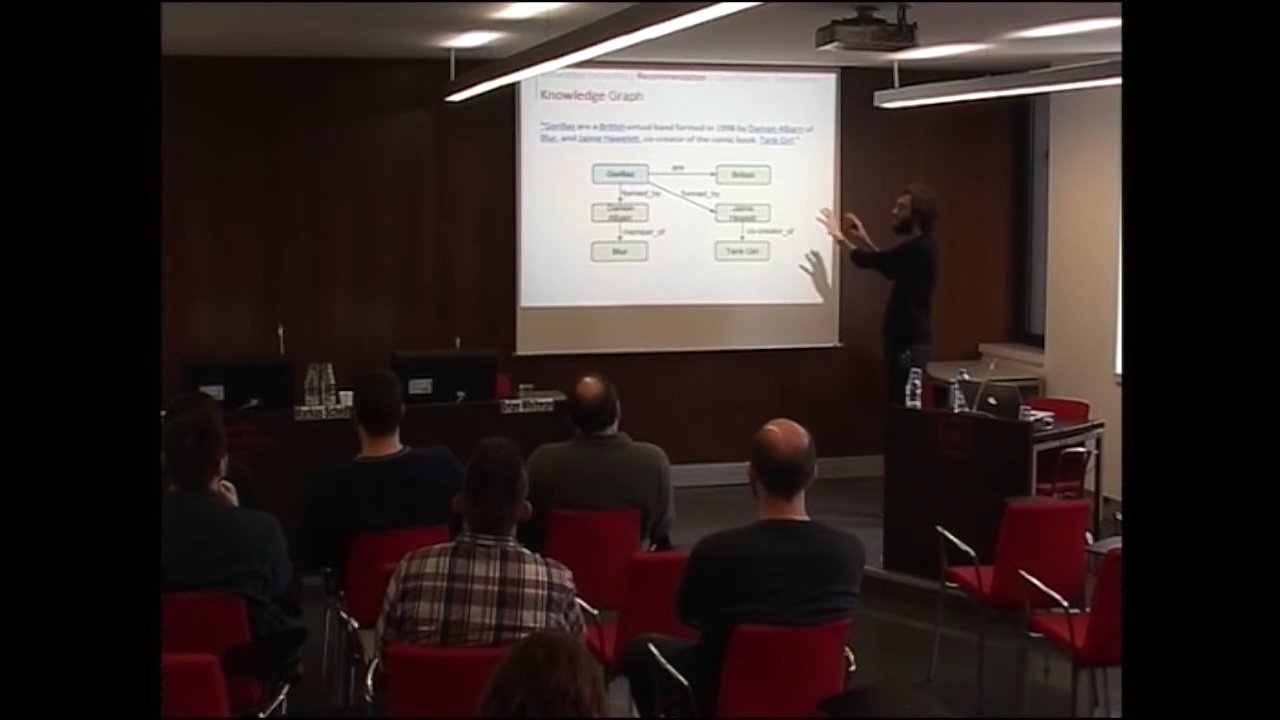 Recommendation
Knowledge Graph
"Gorillaz are a British virtual band formed in 1998 by Damon Albarn of
Blur, and Jamie Hewlett, co-creator of the comic book Tank Girl"
Gorillaz
are
British
formed_by
formed_by
Damon
Albarn
Jamie
Hewlett
member_of
co-creator_of
Blur
Tank Girl